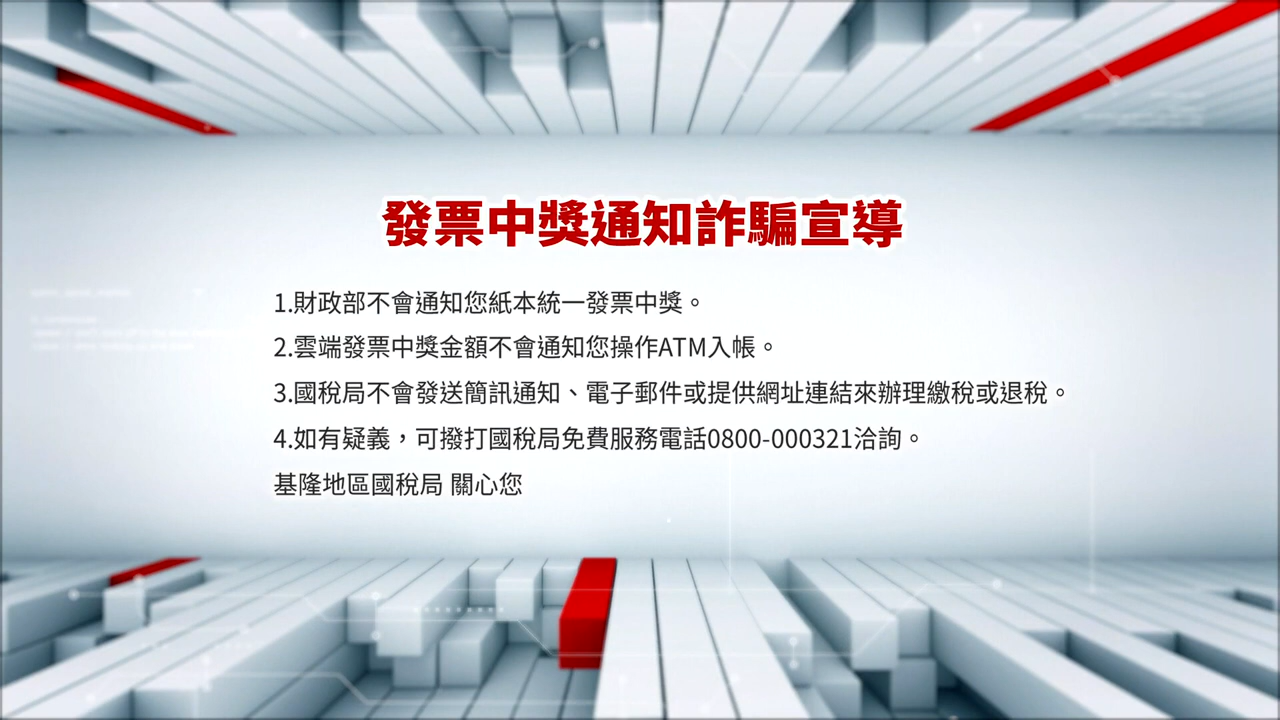 發票中獎通知詐騙宣導
1.財政部不會通知您紙本統一發票中獎。
2.雲端發票中獎金額不會通知您操作ATM入帳。
3.國稅局不會發送簡訊通知、電子郵件或提供網址連結來辦理繳稅或退稅。
4.如有疑義，可撥打國稅局免費服務電話0800-000321洽詢。
基隆地區國稅局 關心您